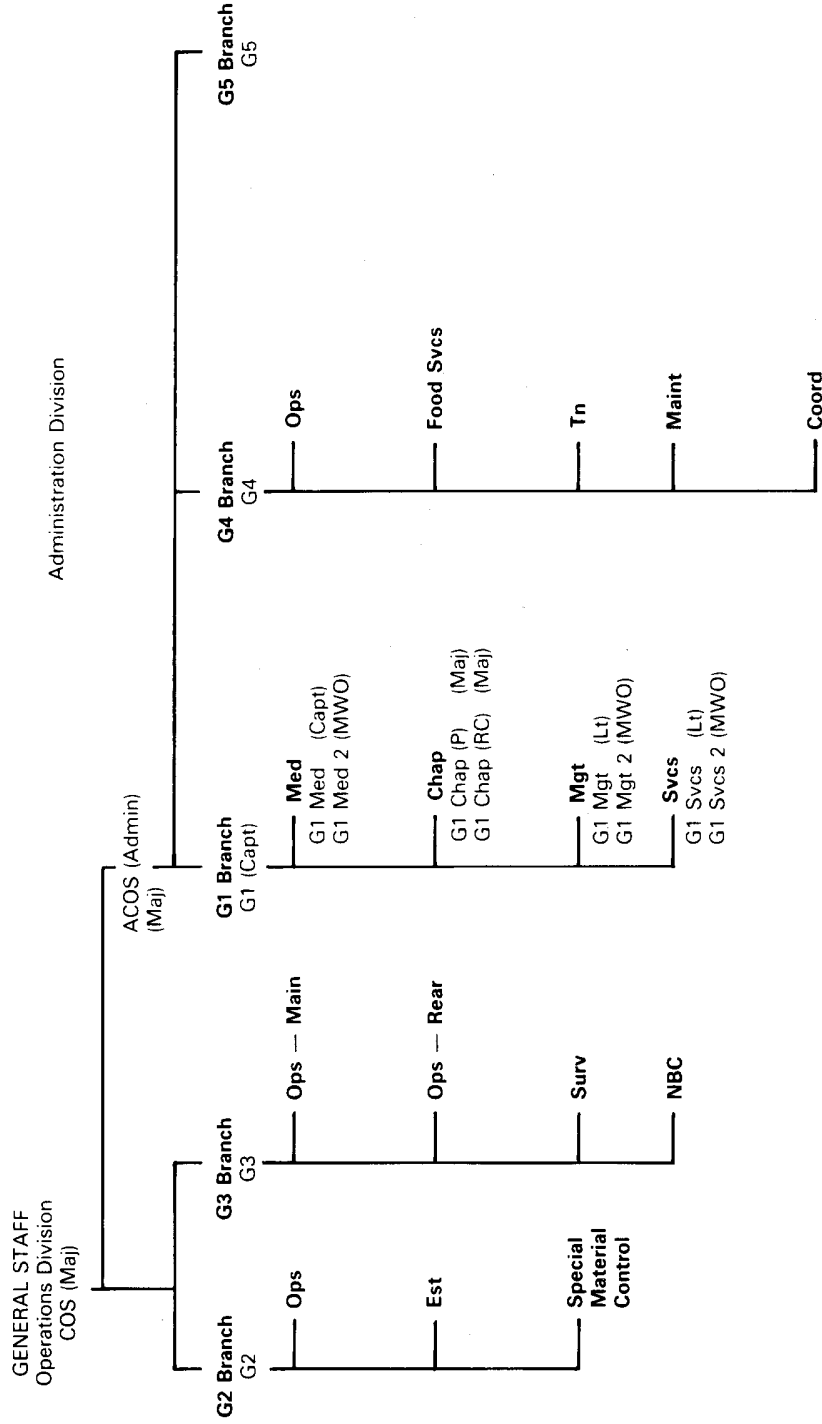 GENERAL STAFF
Operations Division
COS (Maj)
Administration Division
ACOS (Admin)
(Maj)
G2 Branch
G2
Ops
Est
Special
Material
Control
G3 Branch
G3
Ops — Main
Ops — Rear
Surv
NBC
G1 Branch
G1 (Capt)
Med
G1 Med (Capt)
G1 Med 2 (MWO)
Chap
G1 Chap (P) (Maj)
G1 Chap (RC) (Maj)
Mgt
G1 Mgt (Lt)
G1 Mgt 2 (MWO)
Svcs
G1 Svcs (Lt)
G1 Svcs 2 (MWO)
G4 Branch
G4
Ops
Food Svcs
Tn
Maint
Coord
G5 Branch
G5